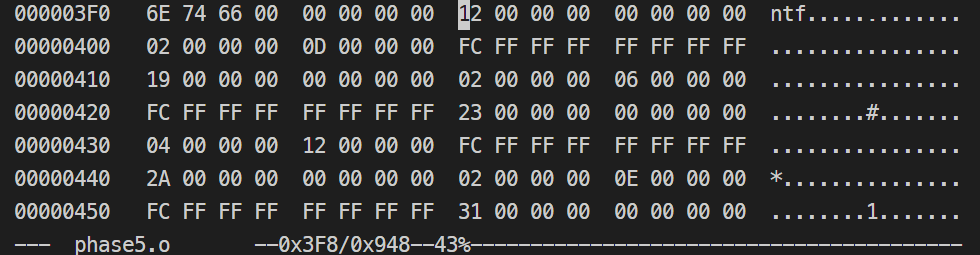 000003F0 6E 74 66 00 00 00 00 00 12 00 00 00 00 00 00 00 ntf.............
00000400 02 00 00 00 0D 00 00 00 FC FF FF FF FF FF FF FF ................
00000410 19 00 00 00 00 00 00 00 02 00 00 00 06 00 00 00 ................
00000420 FC FF FF FF FF FF FF FF 23 00 00 00 00 00 00 00 ........#.......
00000430 04 00 00 00 12 00 00 00 FC FF FF FF FF FF FF FF ................
00000440 2A 00 00 00 00 00 00 00 02 00 00 00 0E 00 00 00 *...............
00000450 FC FF FF FF FF FF FF FF 31 00 00 00 00 00 00 00 ........1.......
--- phase5.o --0x3F8/0x948--43%-----------------------------------------